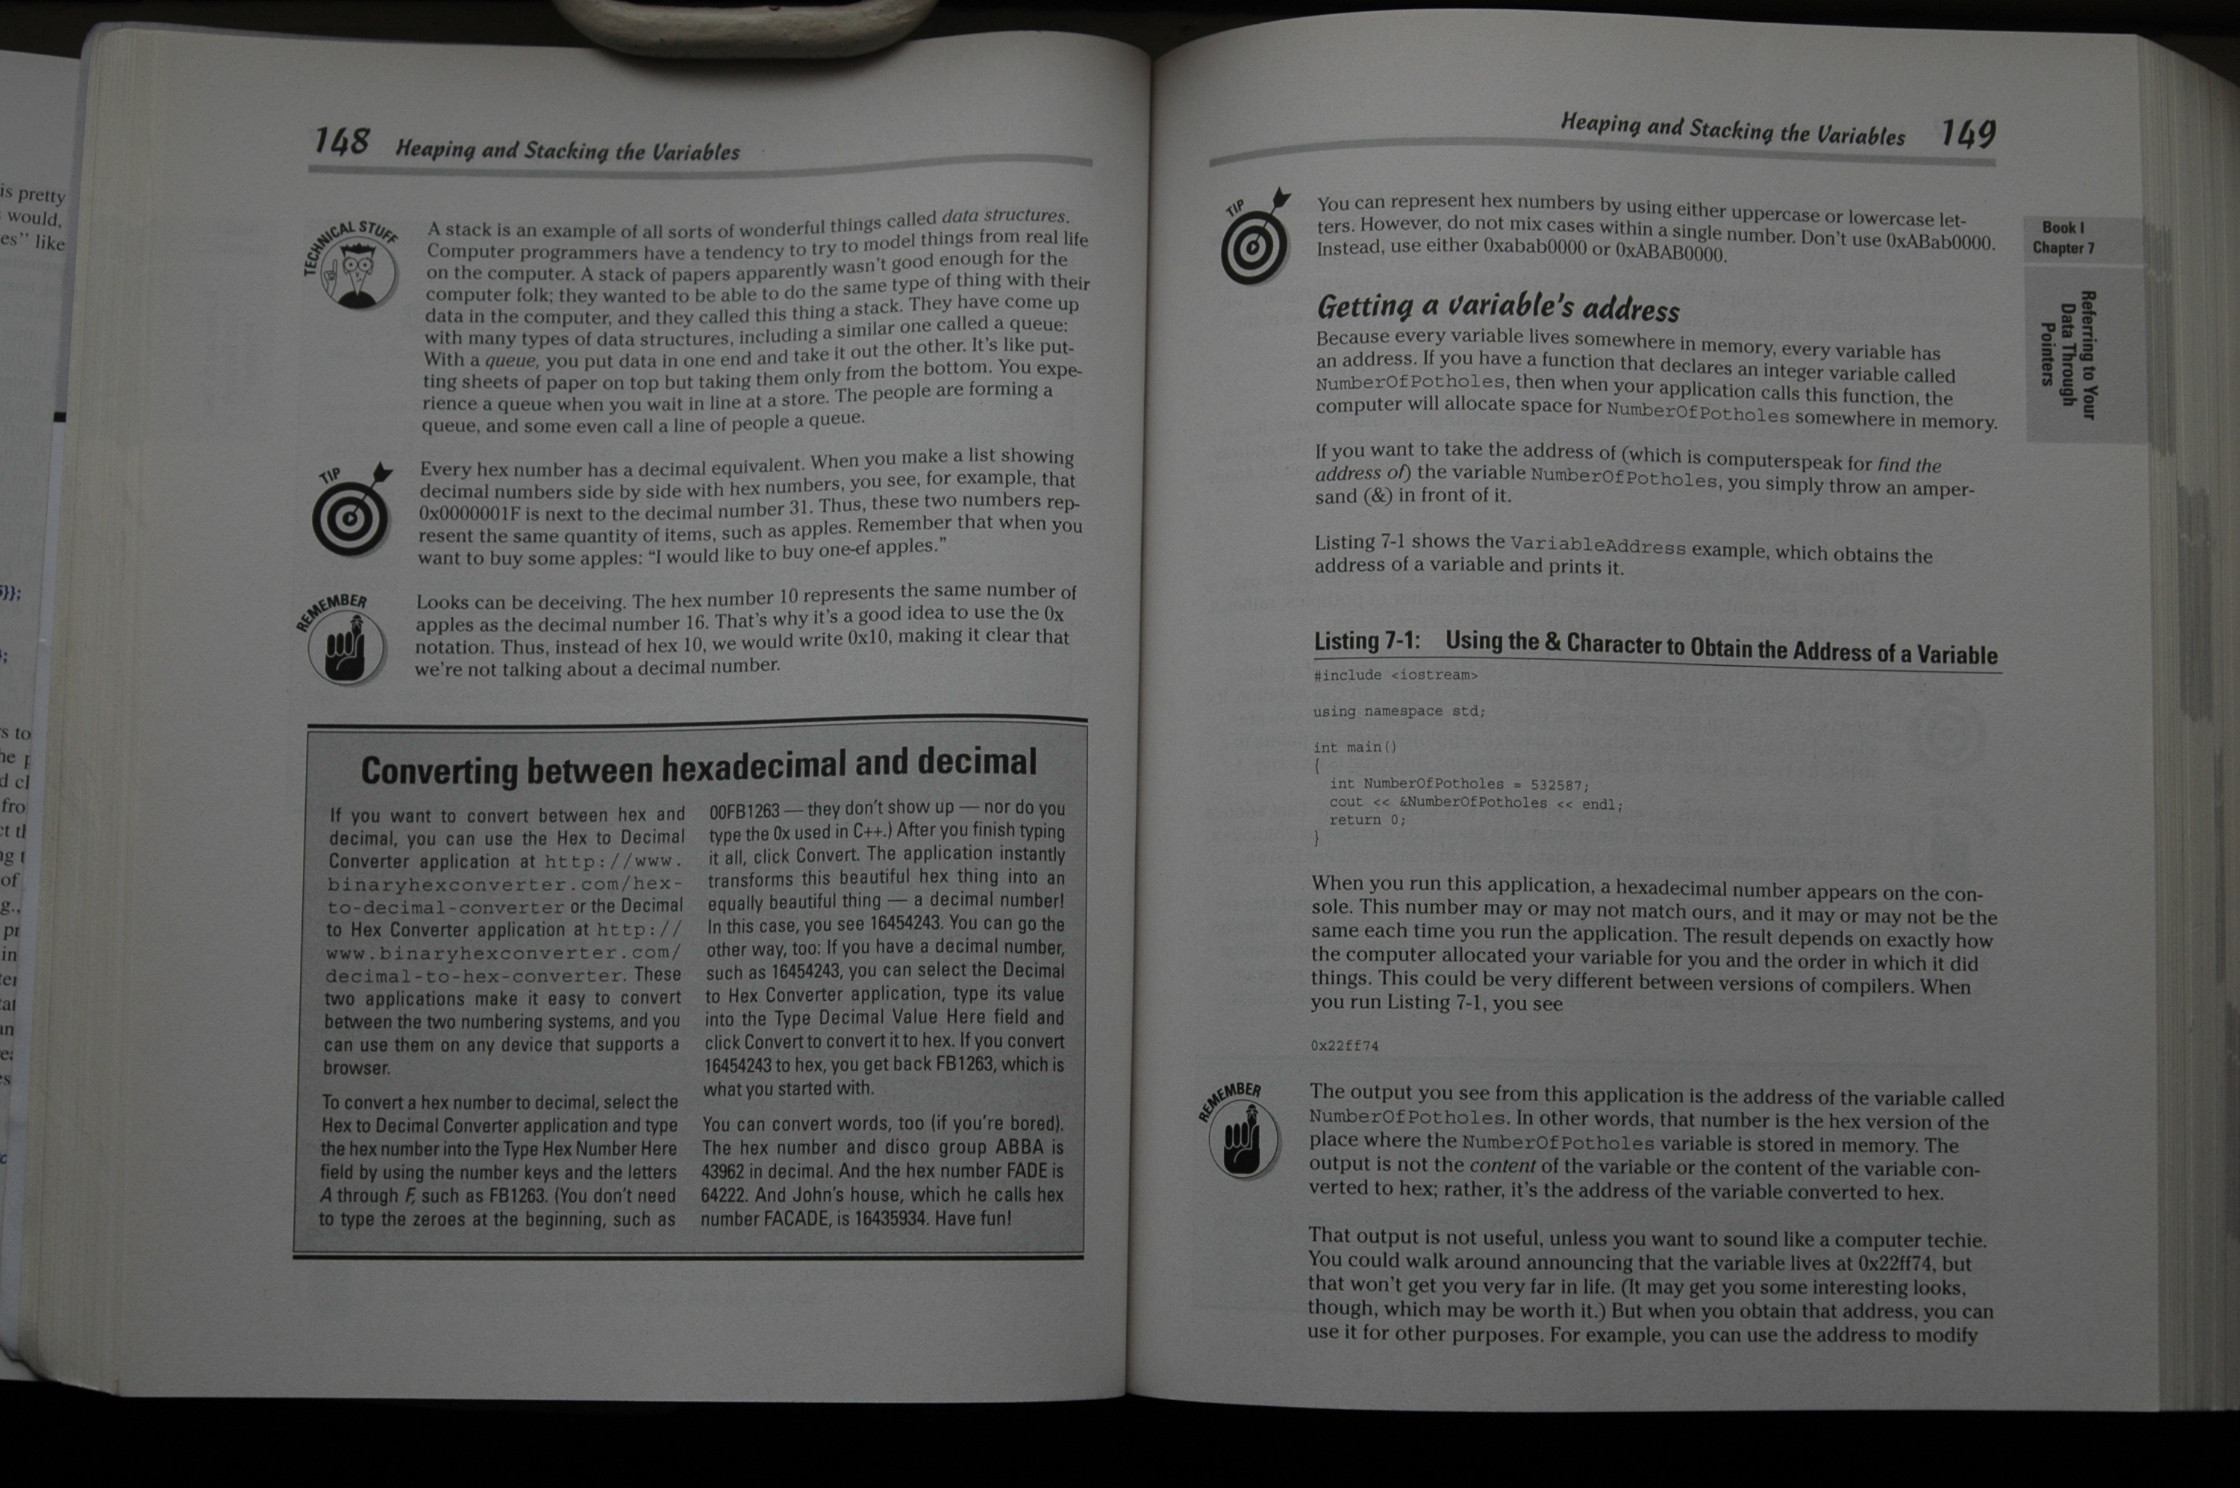 148 Heaping and Stacking the Variables
TECHNICAL STUFF
A stack is an example of all sorts of wonderful things called data structures.
Computer programmers have a tendency to try to model things from real life
on the computer. A stack of papers apparently wasn't good enough for the
computer folk; they wanted to be able to do the same type of thing with their
data in the computer, and they called this thing a stack. They have come up
with many types of data structures, including a similar one called a queue:
With a queue, you put data in one end and take it out the other. It's like put-
ting sheets of paper on top but taking them only from the bottom. You expe-
rience a queue when you wait in line at a store. The people are forming a
queue, and some even call a line of people a queue.
TIP
Every hex number has a decimal equivalent. When you make a list showing
decimal numbers side by side with hex numbers, you see, for example, that
0x0000001F is next to the decimal number 31. Thus, these two numbers rep-
resent the same quantity of items, such as apples. Remember that when you
want to buy some apples: "I would like to buy one-ef apples."
REMEMBER
Looks can be deceiving. The hex number 10 represents the same number of
apples as the decimal number 16. That's why it's a good idea to use the 0x
notation. Thus, instead of hex 10, we would write 0x10, making it clear that
we're not talking about a decimal number.
Converting between hexadecimal and decimal
If you want to convert between hex and
decimal, you can use the Hex to Decimal
Converter application at http://www.
binaryhexconverter.com/hex-
to-decimal-converter or the Decimal
to Hex Converter application at http://
www.binaryhexconverter.com/
decimal-to-hex-converter. These
two applications make it easy to convert
between the two numbering systems, and you
can use them on any device that supports a
browser.
To convert a hex number to decimal, select the
Hex to Decimal Converter application and type
the hex number into the Type Hex Number Here
field by using the number keys and the letters
A through F, such as FB1263. (You don't need
to type the zeroes at the beginning, such as
00FB1263 — they don't show up — nor do you
type the 0x used in C++.) After you finish typing
it all, click Convert. The application instantly
transforms this beautiful hex thing into an
equally beautiful thing — a decimal number!
In this case, you see 16454243. You can go the
other way, too: If you have a decimal number,
such as 16454243, you can select the Decimal
to Hex Converter application, type its value
into the Type Decimal Value Here field and
click Convert to convert it to hex. If you convert
16454243 to hex, you get back FB1263, which is
what you started with.
You can convert words, too (if you're bored).
The hex number and disco group ABBA is
43962 in decimal. And the hex number FADE is
64222. And John's house, which he calls hex
number FACADE, is 16435934. Have fun!
Heaping and Stacking the Variables 149
Book I
Chapter 7
Referring to Your
Data Through
Pointers
TIP
You can represent hex numbers by using either uppercase or lowercase let-
ters. However, do not mix cases within a single number. Don't use 0xABab0000.
Instead, use either 0xabab0000 or 0xABAB0000.
Getting a variable's address
Because every variable lives somewhere in memory, every variable has
an address. If you have a function that declares an integer variable called
NumberOfPotholes, then when your application calls this function, the
computer will allocate space for NumberOfPotholes somewhere in memory.
If you want to take the address of (which is computerspeak for find the
address of) the variable NumberOfPotholes, you simply throw an amper-
sand (&) in front of it.
Listing 7-1 shows the VariableAddress example, which obtains the
address of a variable and prints it.
Listing 7-1: Using the & Character to Obtain the Address of a Variable
#include <iostream>
using namespace std;
int main()
{
int NumberOfPotholes = 532587;
cout << &NumberOfPotholes << endl;
return 0;
}
When you run this application, a hexadecimal number appears on the con-
sole. This number may or may not match ours, and it may or may not be the
same each time you run the application. The result depends on exactly how
the computer allocated your variable for you and the order in which it did
things. This could be very different between versions of compilers. When
you run Listing 7-1, you see
0x22ff74
REMEMBER
The output you see from this application is the address of the variable called
NumberOfPotholes. In other words, that number is the hex version of the
place where the NumberOfPotholes variable is stored in memory. The
output is not the content of the variable or the content of the variable con-
verted to hex; rather, it's the address of the variable converted to hex.
That output is not useful, unless you want to sound like a computer techie.
You could walk around announcing that the variable lives at 0x22ff74, but
that won't get you very far in life. (It may get you some interesting looks,
though, which may be worth it.) But when you obtain that address, you can
use it for other purposes. For example, you can use the address to modify
is pretty
would,
es" like